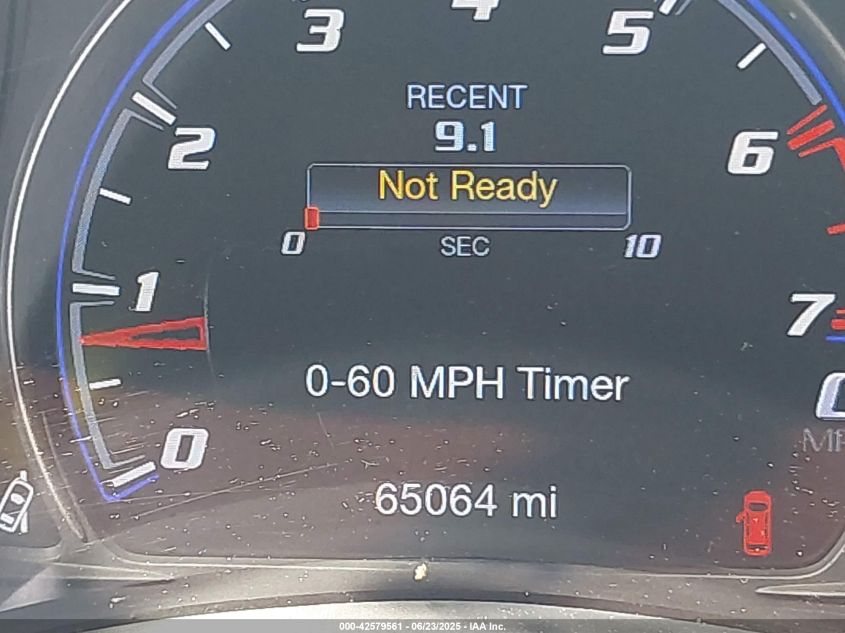 3 4 5
2 6
1 7
0
RECENT
9.1
Not Ready
0 SEC 10
0-60 MPH Timer
65064 mi
000-42579561 - 06/23/2025 - IAA Inc.